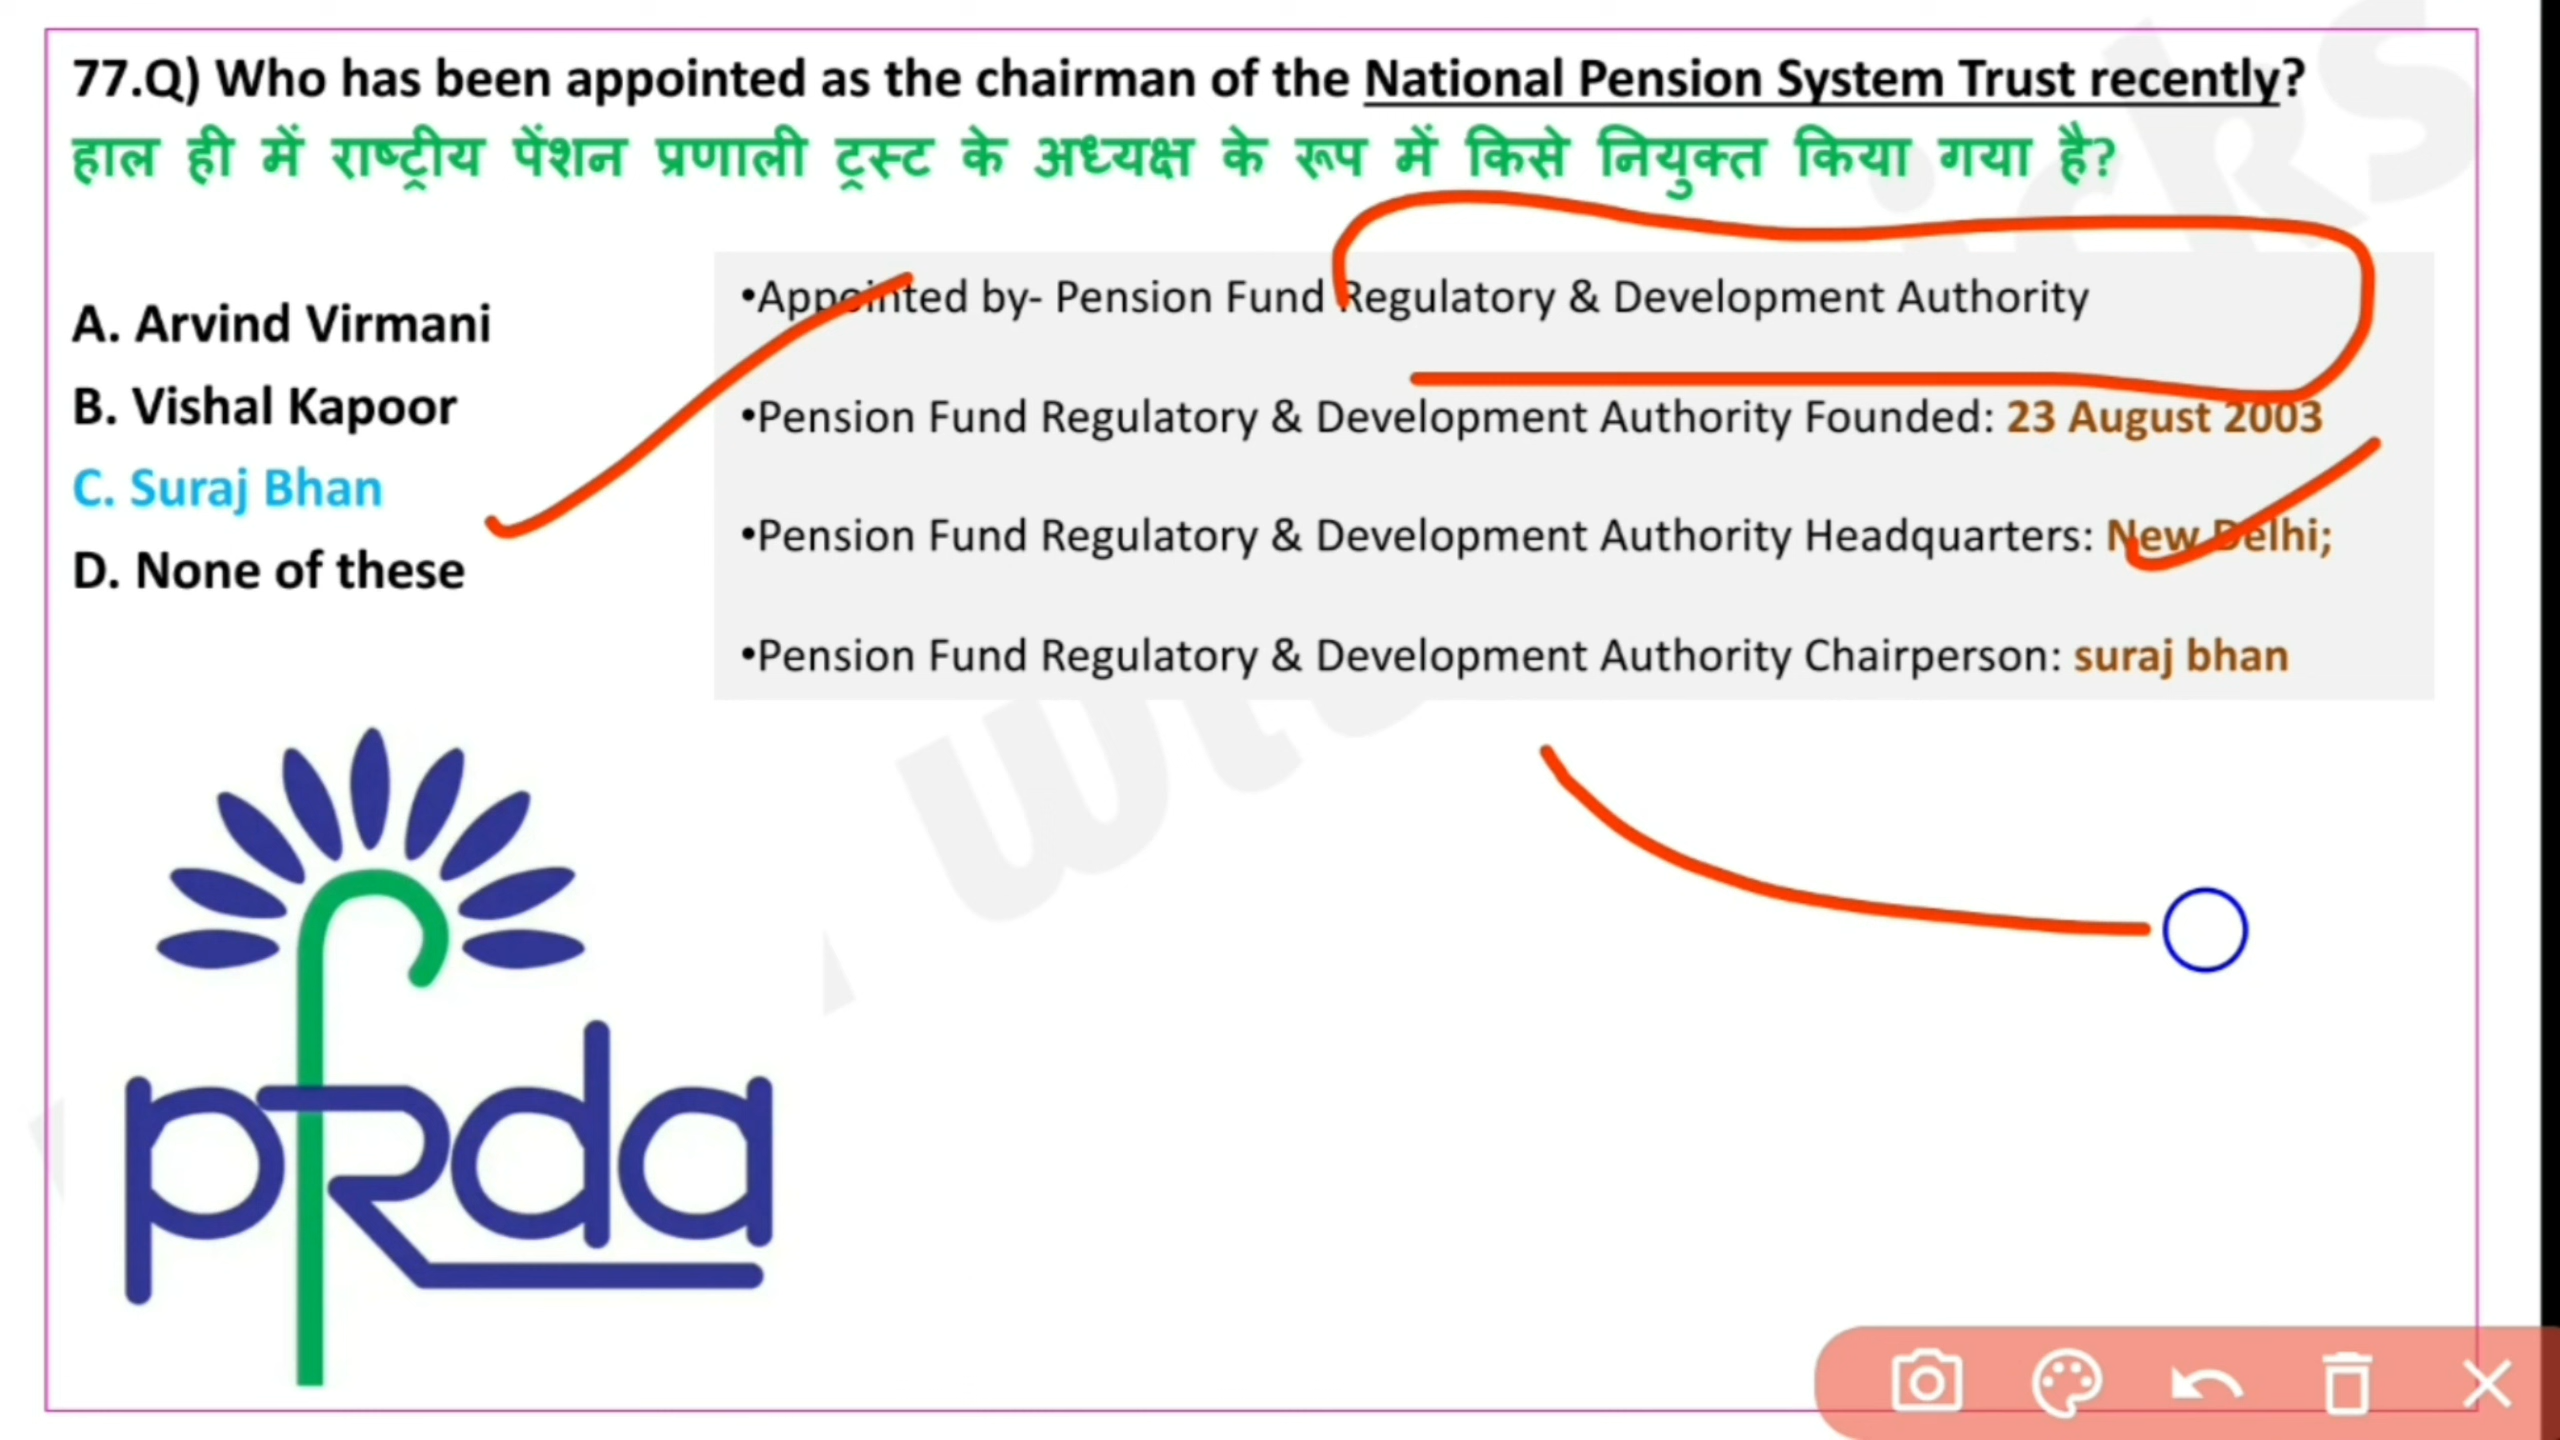 77.Q) Who has been appointed as the chairman of the National Pension System Trust recently?
हाल ही में राष्ट्रीय पेंशन प्रणाली ट्रस्ट के अध्यक्ष के रूप में किसे नियुक्त किया गया है?
A. Arvind Virmani
B. Vishal Kapoor
C. Suraj Bhan
D. None of these
•Appointed by- Pension Fund Regulatory & Development Authority
•Pension Fund Regulatory & Development Authority Founded: 23 August 2003
•Pension Fund Regulatory & Development Authority Headquarters: New Delhi;
•Pension Fund Regulatory & Development Authority Chairperson: suraj bhan
pfrda